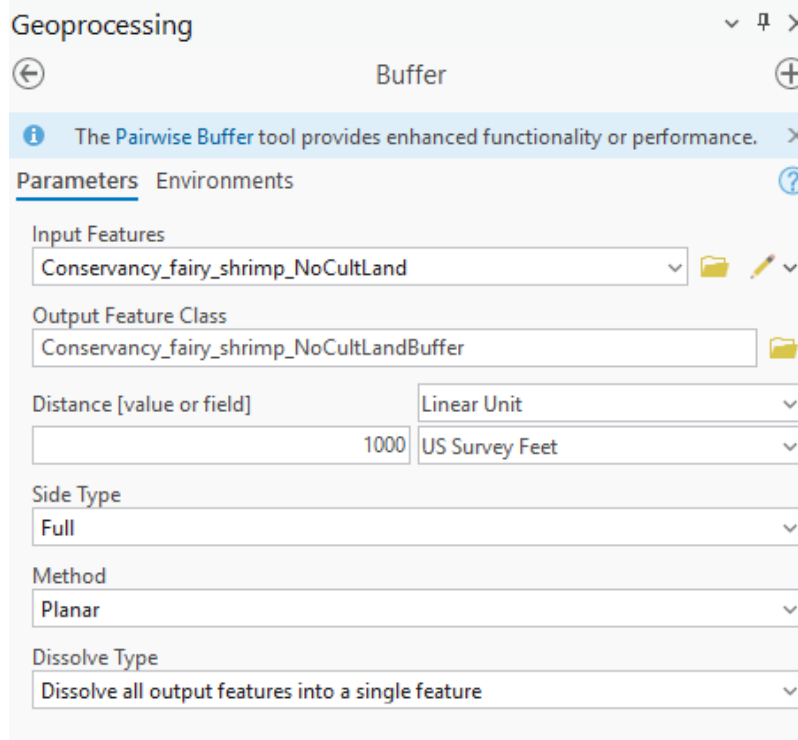 Geoprocessing
Buffer
The Pairwise Buffer tool provides enhanced functionality or performance.
Parameters Environments
Input Features
Conservancy_fairy_shrimp_NoCultLand
Output Feature Class
Conservancy_fairy_shrimp_NoCultLandBuffer
Distance [value or field] Linear Unit
1000 US Survey Feet
Side Type
Full
Method
Planar
Dissolve Type
Dissolve all output features into a single feature